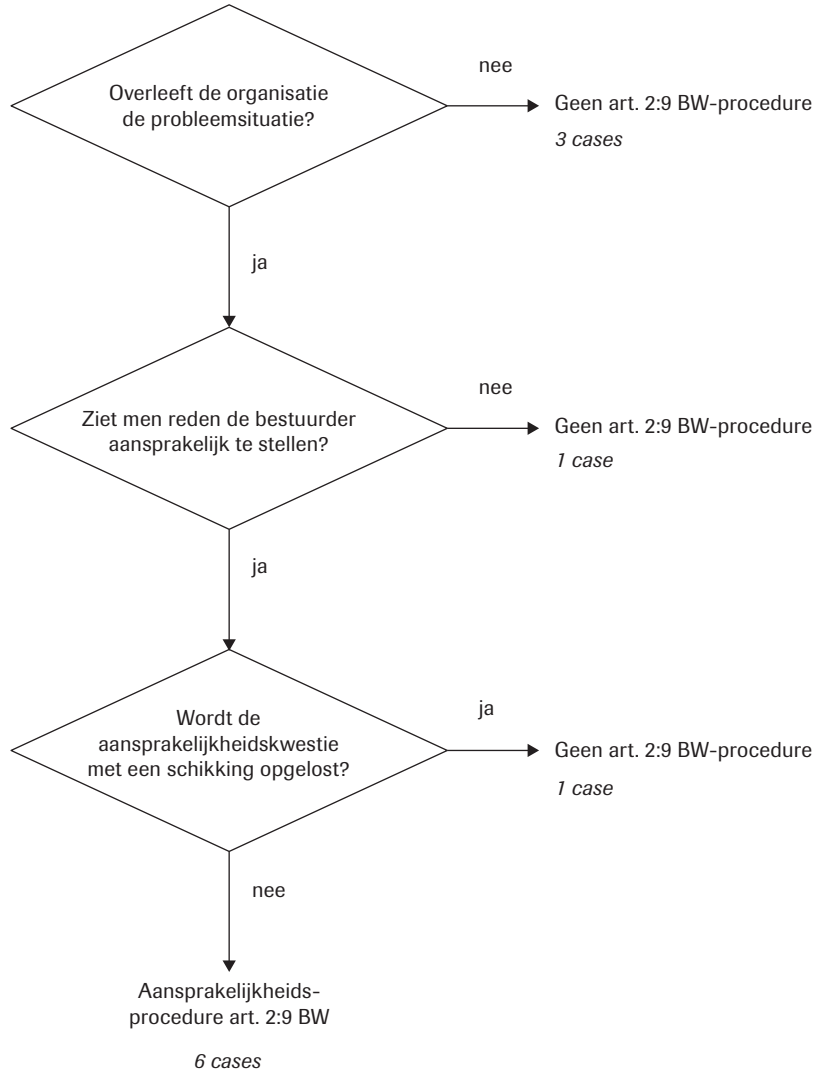 Overleeft de organisatie
de probleemsituatie?
nee
Geen art. 2:9 BW-procedure
3 cases
ja
Ziet men reden de bestuurder
aansprakelijk te stellen?
nee
Geen art. 2:9 BW-procedure
1 case
ja
Wordt de
aansprakelijkheidskwestie
met een schikking opgelost?
ja
Geen art. 2:9 BW-procedure
1 case
nee
Aansprakelijkheids-
procedure art. 2:9 BW
6 cases